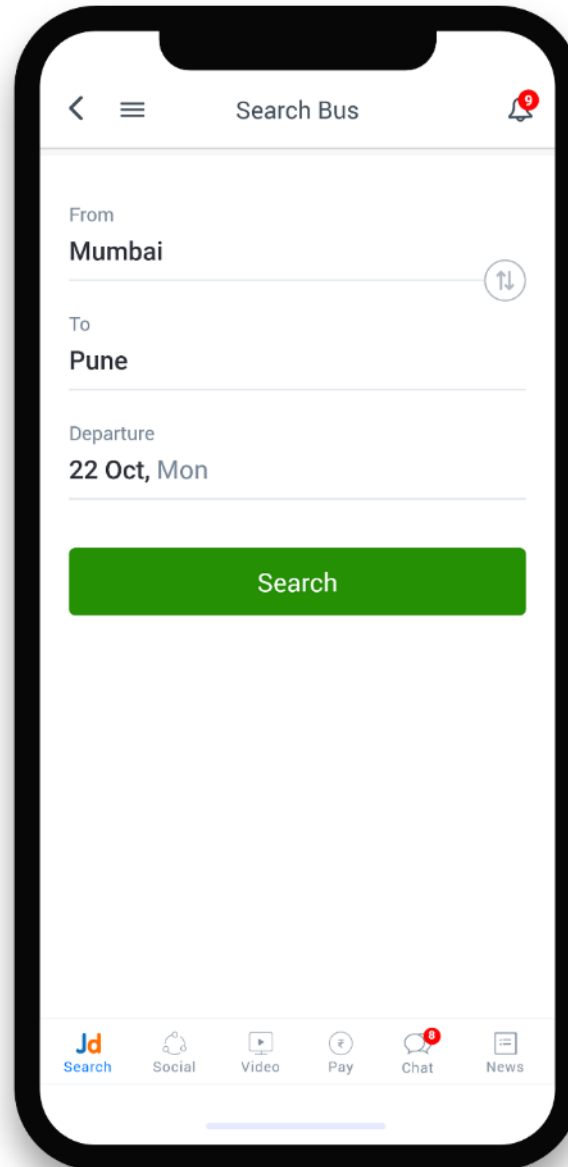 Search Bus
9
From
Mumbai
To
Pune
Departure
22 Oct, Mon
Search
Jd
₹
8
Search Social Video Pay Chat News